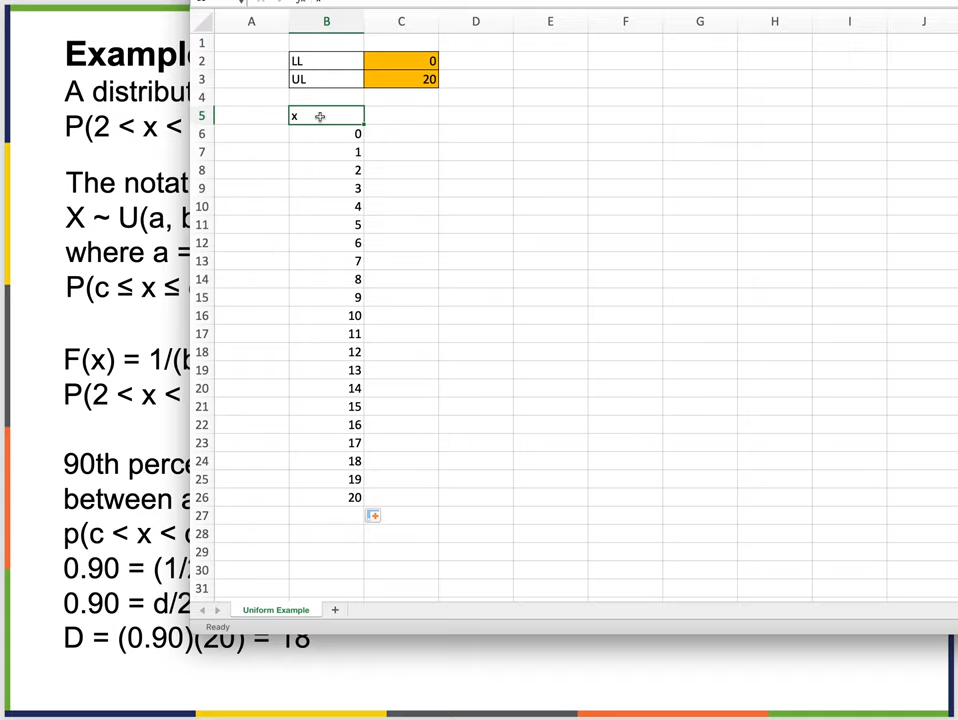 Exampl
A distribut
P(2 < x <
The notat
X ~ U(a, b
where a =
P(c ≤ x ≤
F(x) = 1/(b
P(2 < x <
90th perce
between a
p(c < x < c
0.90 = (1/2
0.90 = d/2
D = (0.90)(20) = 18
A B C D E F G H I J
1
2 LL 0
3 UL 20
4
5 x
6 0
7 1
8 2
9 3
10 4
11 5
12 6
13 7
14 8
15 9
16 10
17 11
18 12
19 13
20 14
21 15
22 16
23 17
24 18
25 19
26 20
27
28
29
30
31
Uniform Example +
Ready